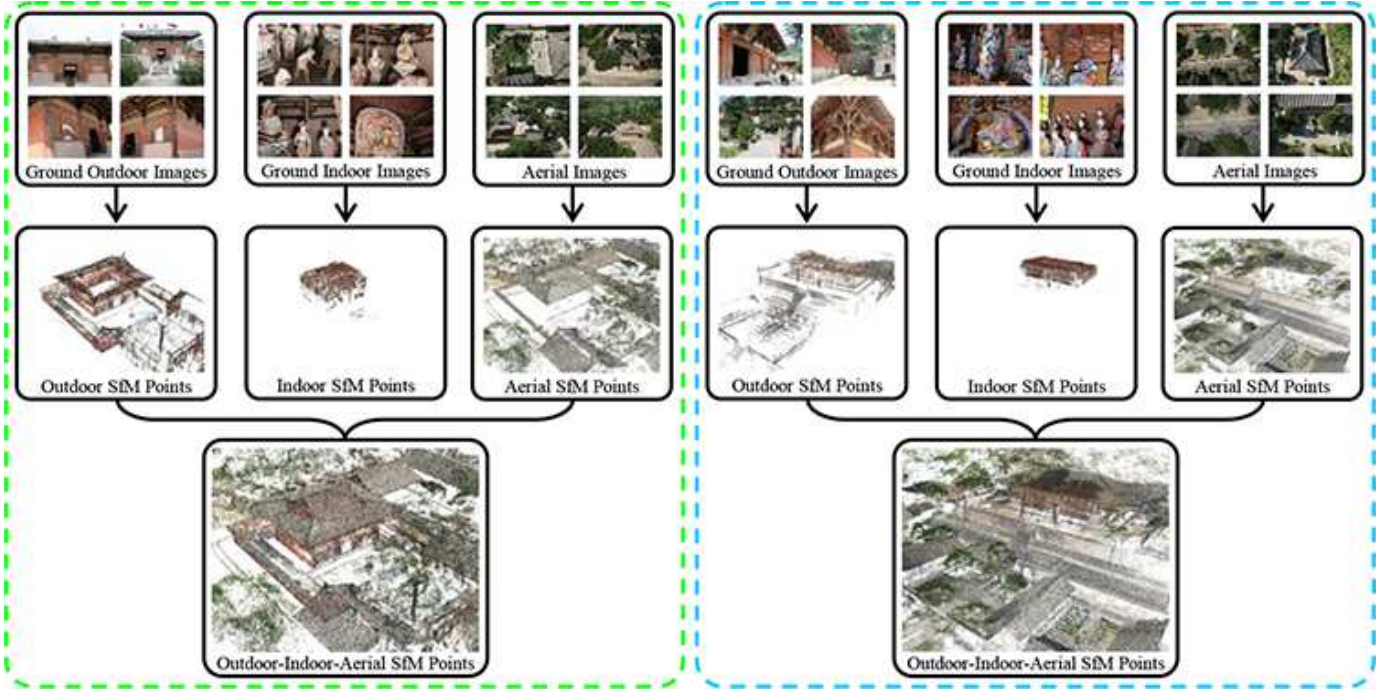 Ground Outdoor Images
Ground Indoor Images
Aerial Images
Outdoor SfM Points
Indoor SfM Points
Aerial SfM Points
Outdoor-Indoor-Aerial SfM Points
Ground Outdoor Images
Ground Indoor Images
Aerial Images
Outdoor SfM Points
Indoor SfM Points
Aerial SfM Points
Outdoor-Indoor-Aerial SfM Points